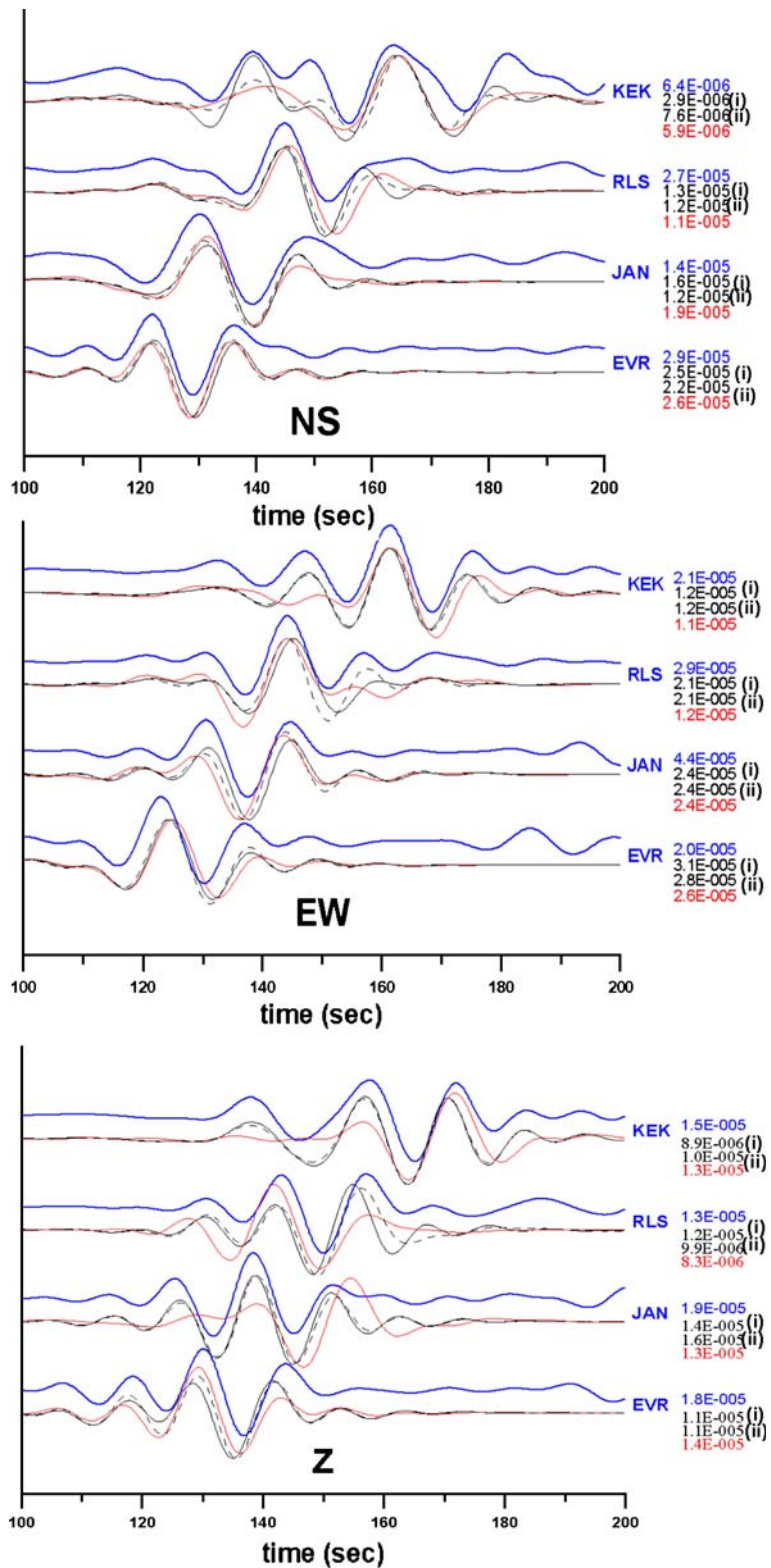 KEK
6.4E-006
2.9E-006(i)
7.6E-006(ii)
5.9E-006
RLS
2.7E-005
1.3E-005(i)
1.2E-005(ii)
1.1E-005
JAN
1.4E-005
1.6E-005(i)
1.2E-005(ii)
1.9E-005
EVR
2.9E-005
2.5E-005(i)
2.2E-005
2.6E-005(ii)
NS
100 120 140 160 180 200
time (sec)
KEK
2.1E-005
1.2E-005(i)
1.2E-005(ii)
1.1E-005
RLS
2.9E-005
2.1E-005(i)
2.1E-005(ii)
1.2E-005
JAN
4.4E-005
2.4E-005(i)
2.4E-005(ii)
2.4E-005
EVR
2.0E-005
3.1E-005(i)
2.8E-005(ii)
2.6E-005
EW
100 120 140 160 180 200
time (sec)
KEK
1.5E-005
8.9E-006(i)
1.0E-005(ii)
1.3E-005
RLS
1.3E-005
1.2E-005(i)
9.9E-006(ii)
8.3E-006
JAN
1.9E-005
1.4E-005(i)
1.6E-005(ii)
1.3E-005
EVR
1.8E-005
1.1E-005(i)
1.1E-005(ii)
1.4E-005
Z
100 120 140 160 180 200
time (sec)